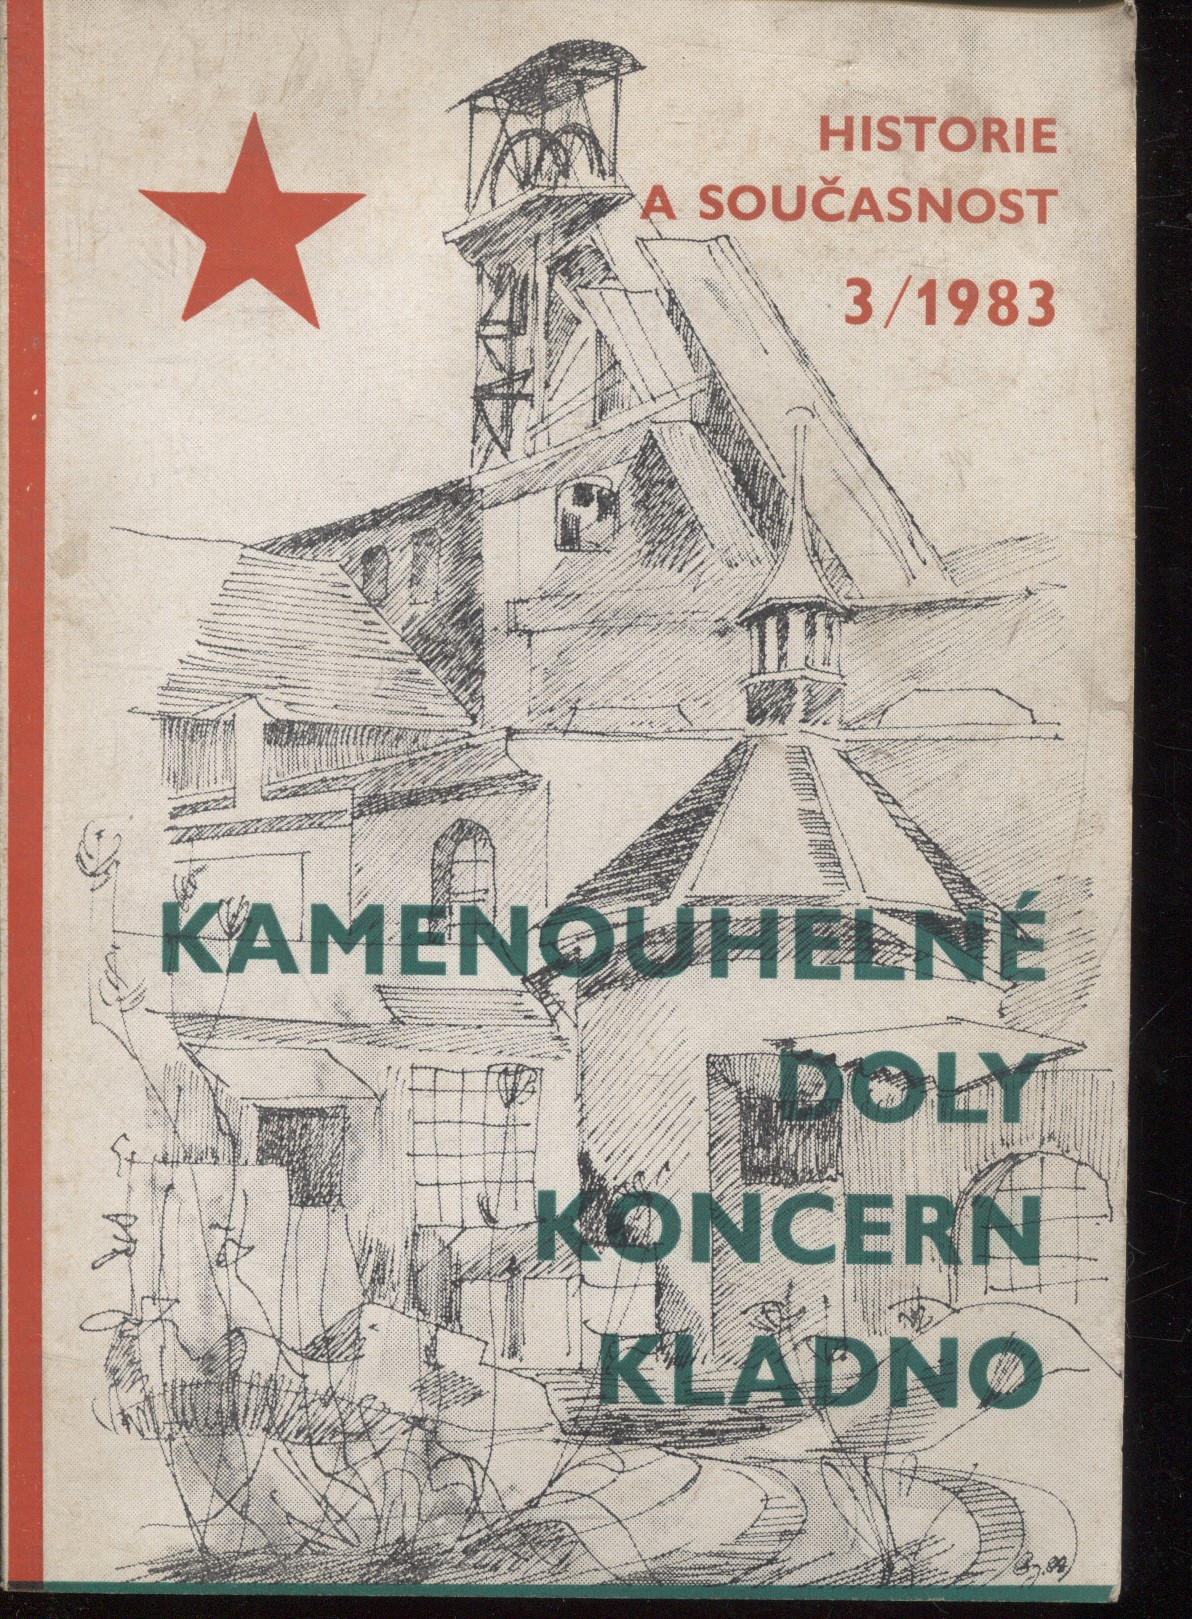 HISTORIE
A SOUČASNOST
3/1983
KAMENOUHELNÉ
DOLY
KONCERN
KLADNO